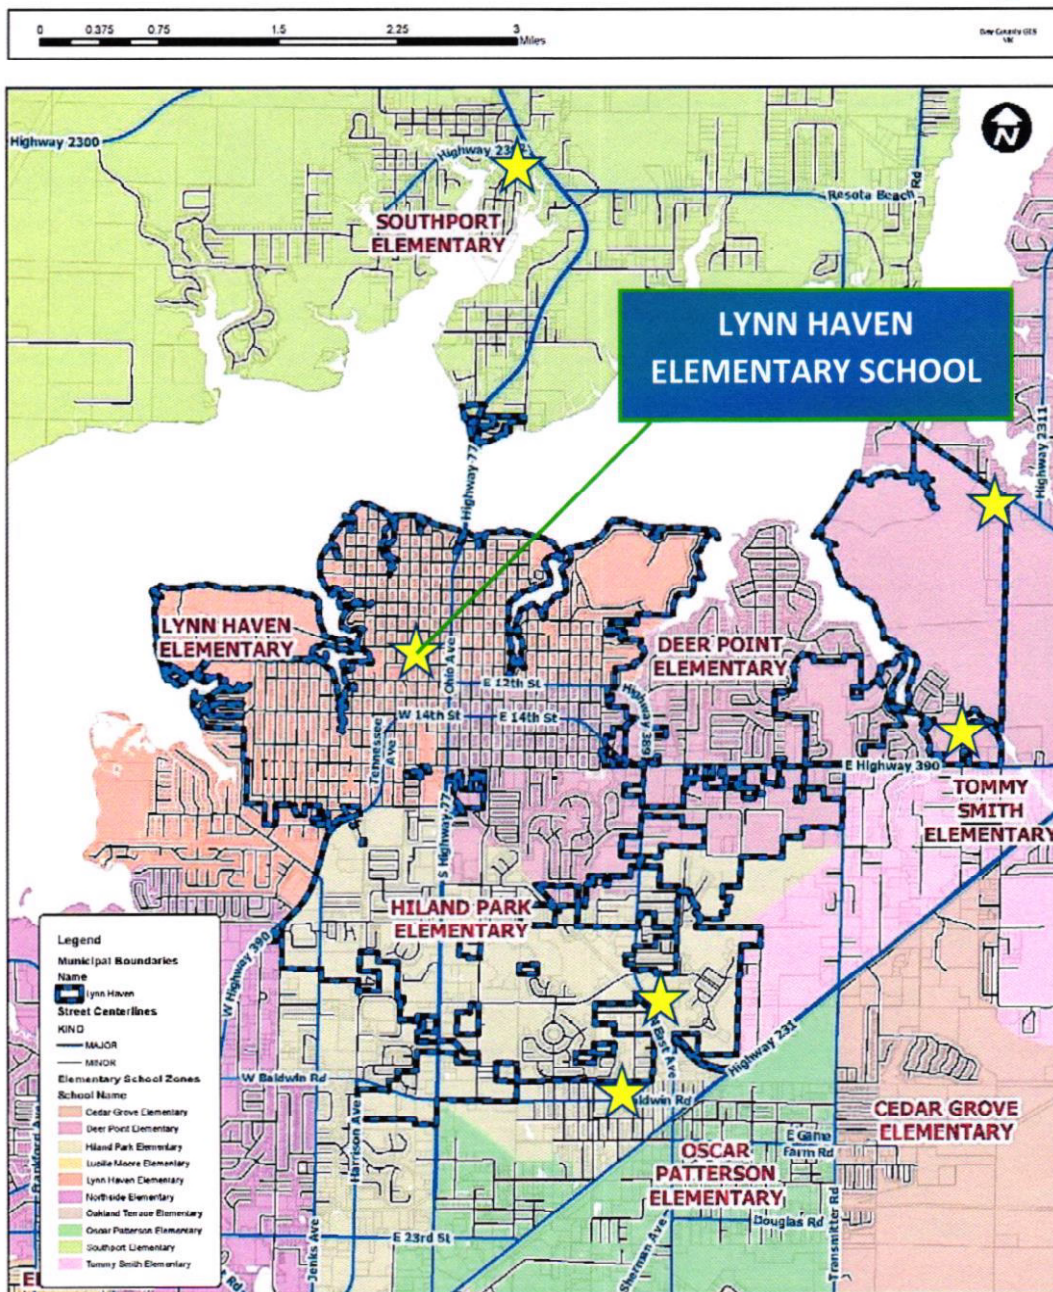 0 0.375 0.75 1.5 2.25 3
Miles
Bay County GIS
N
Highway 2300
Resota Beach Rd
SOUTHPORT
ELEMENTARY
LYNN HAVEN
ELEMENTARY SCHOOL
Highway 2311
Highway 77
LYNN HAVEN
ELEMENTARY
Ohio Ave
DEER POINT
ELEMENTARY
E 12th St
W 14th St
E 14th St
Highway 389
Tennessee
Ave
E Highway 390
TOMMY
SMITH
ELEMENTARY
S Highway 77
HILAND PARK
ELEMENTARY
W Highway 390
Highway 231
East Ave
W Baldwin Rd
Baldwin Rd
CEDAR GROVE
ELEMENTARY
Harrison Ave
E Game
Farm Rd
OSCAR
PATTERSON
ELEMENTARY
Frankford Ave
Douglas Rd
Transmitter Rd
E 23rd St
Jenks Ave
Sherman Ave
Legend
Municipal Boundaries
Name
Lynn Haven
Street Centerlines
KIND
MAJOR
MINOR
Elementary School Zones
School Name
Cedar Grove Elementary
Deer Point Elementary
Hiland Park Elementary
Lucille Moore Elementary
Lynn Haven Elementary
Northside Elementary
Oakland Terrace Elementary
Oscar Patterson Elementary
Southport Elementary
Tommy Smith Elementary